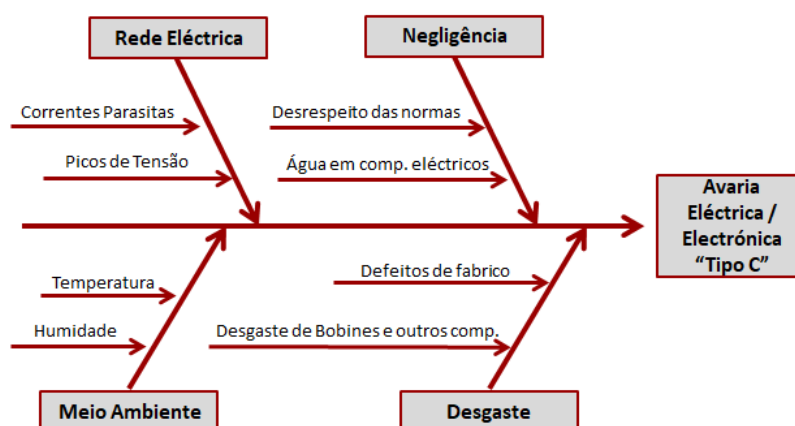 Rede Eléctrica
Negligência
Correntes Parasitas
Desrespeito das normas
Picos de Tensão
Água em comp. eléctricos
Avaria
Eléctrica /
Electrónica
“Tipo C”
Temperatura
Defeitos de fabrico
Humidade
Desgaste de Bobines e outros comp.
Meio Ambiente
Desgaste